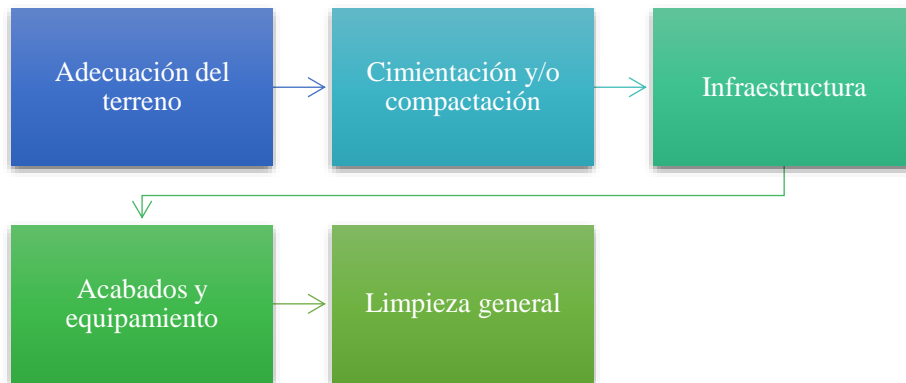 Adecuación del
terreno
Cimientación y/o
compactación
Infraestructura
Acabados y
equipamiento
Limpieza general